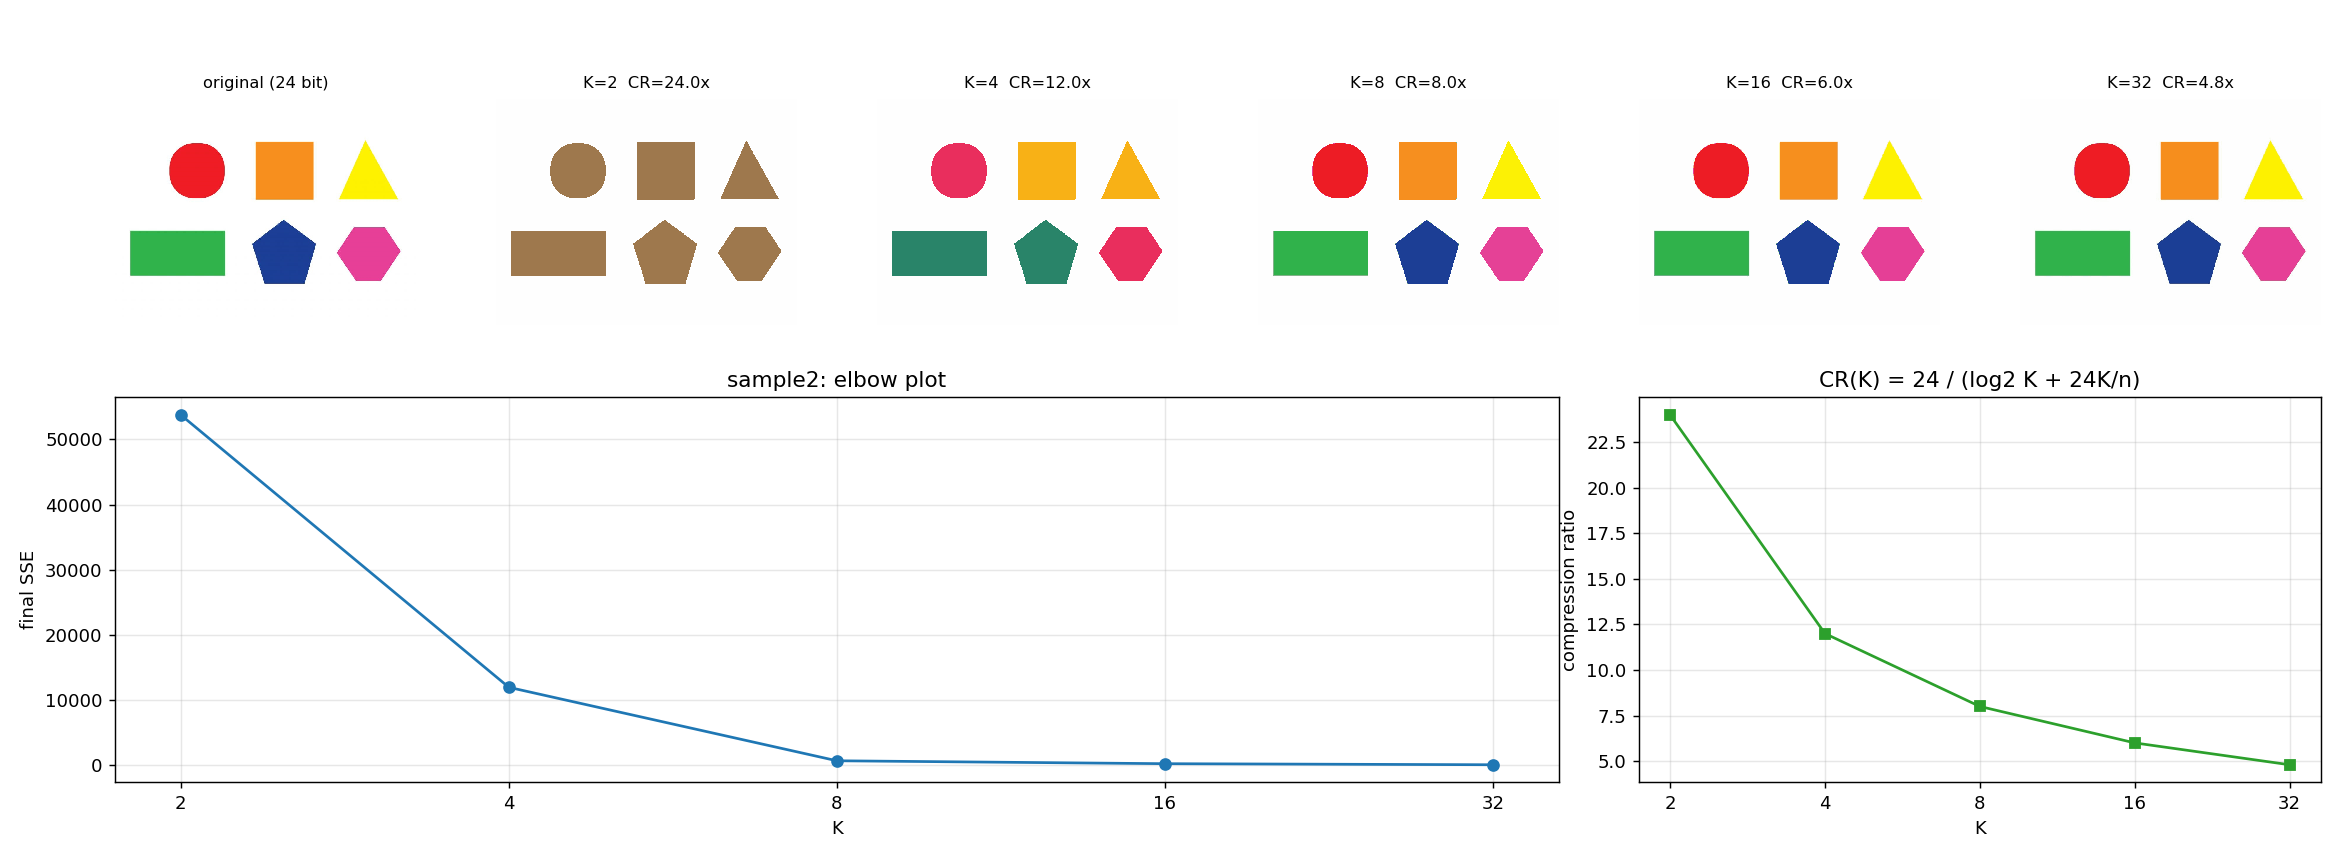 original (24 bit)
K=2  CR=24.0x
K=4  CR=12.0x
K=8  CR=8.0x
K=16  CR=6.0x
K=32  CR=4.8x
sample2: elbow plot
final SSE
50000
40000
30000
20000
10000
0
2
4
8
16
32
K
CR(K) = 24 / (log2 K + 24K/n)
compression ratio
22.5
20.0
17.5
15.0
12.5
10.0
7.5
5.0
2
4
8
16
32
K